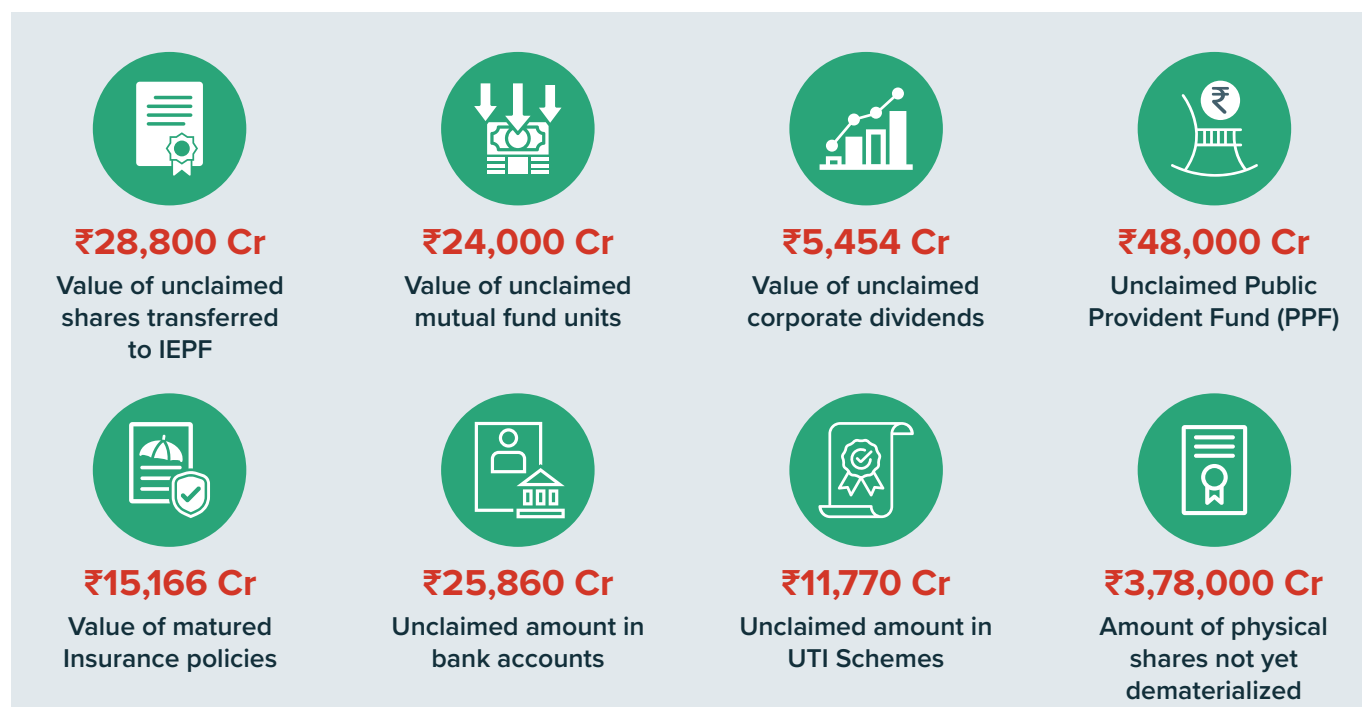 ₹
₹28,800 Cr
Value of unclaimed
shares transferred
to IEPF
₹24,000 Cr
Value of unclaimed
mutual fund units
₹5,454 Cr
Value of unclaimed
corporate dividends
₹48,000 Cr
Unclaimed Public
Provident Fund (PPF)
₹15,166 Cr
Value of matured
Insurance policies
₹25,860 Cr
Unclaimed amount in
bank accounts
₹11,770 Cr
Unclaimed amount in
UTI Schemes
₹3,78,000 Cr
Amount of physical
shares not yet
dematerialized